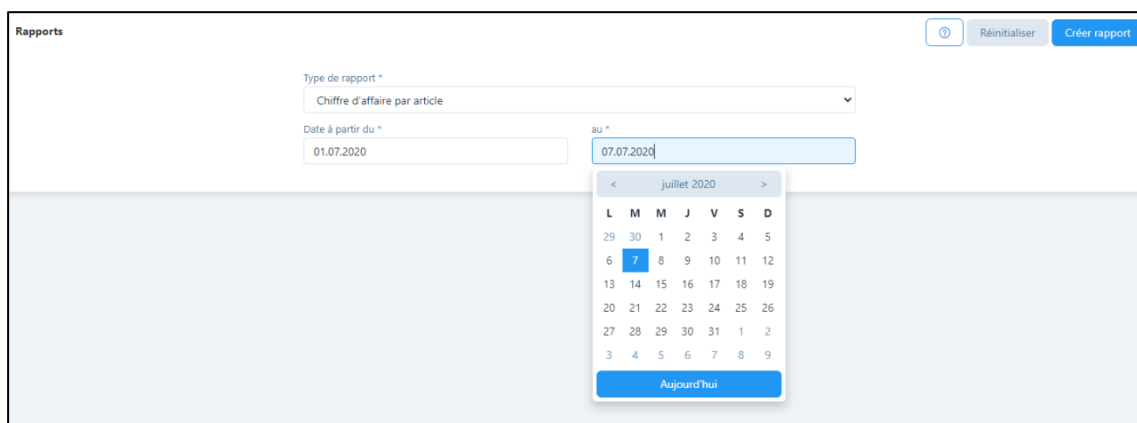 Rapports
Réinitialiser
Créer rapport
Type de rapport *
Chiffre d'affaire par article
Date à partir du *
au *
01.07.2020
07.07.2020
< juillet 2020 >
L M M J V S D
29 30 1 2 3 4 5
6 7 8 9 10 11 12
13 14 15 16 17 18 19
20 21 22 23 24 25 26
27 28 29 30 31 1 2
3 4 5 6 7 8 9
Aujourd'hui